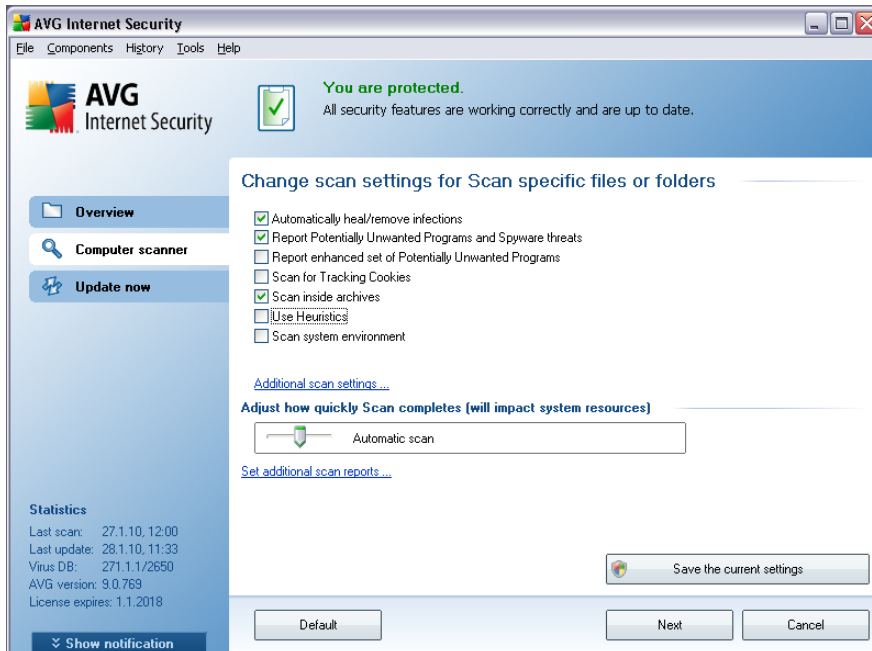 AVG Internet Security
File Components History Tools Help
AVG
Internet Security
You are protected.
All security features are working correctly and are up to date.
Overview
Computer scanner
Update now
Change scan settings for Scan specific files or folders
Automatically heal/remove infections
Report Potentially Unwanted Programs and Spyware threats
Report enhanced set of Potentially Unwanted Programs
Scan for Tracking Cookies
Scan inside archives
Use Heuristics
Scan system environment
Additional scan settings ...
Adjust how quickly Scan completes (will impact system resources)
Automatic scan
Set additional scan reports ...
Statistics
Last scan: 27.1.10, 12:00
Last update: 28.1.10, 11:33
Virus DB: 271.1.1/2650
AVG version: 9.0.769
License expires: 1.1.2018
Show notification
Save the current settings
Default
Next
Cancel